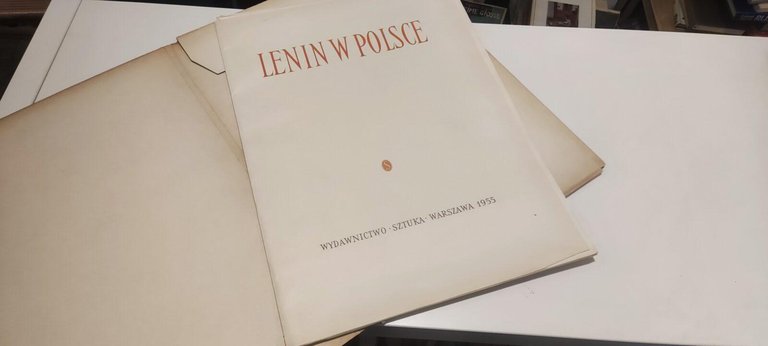 LENIN W POLSCE
S
WYDAWNICTWO · SZTUKA · WARSZAWA 1955